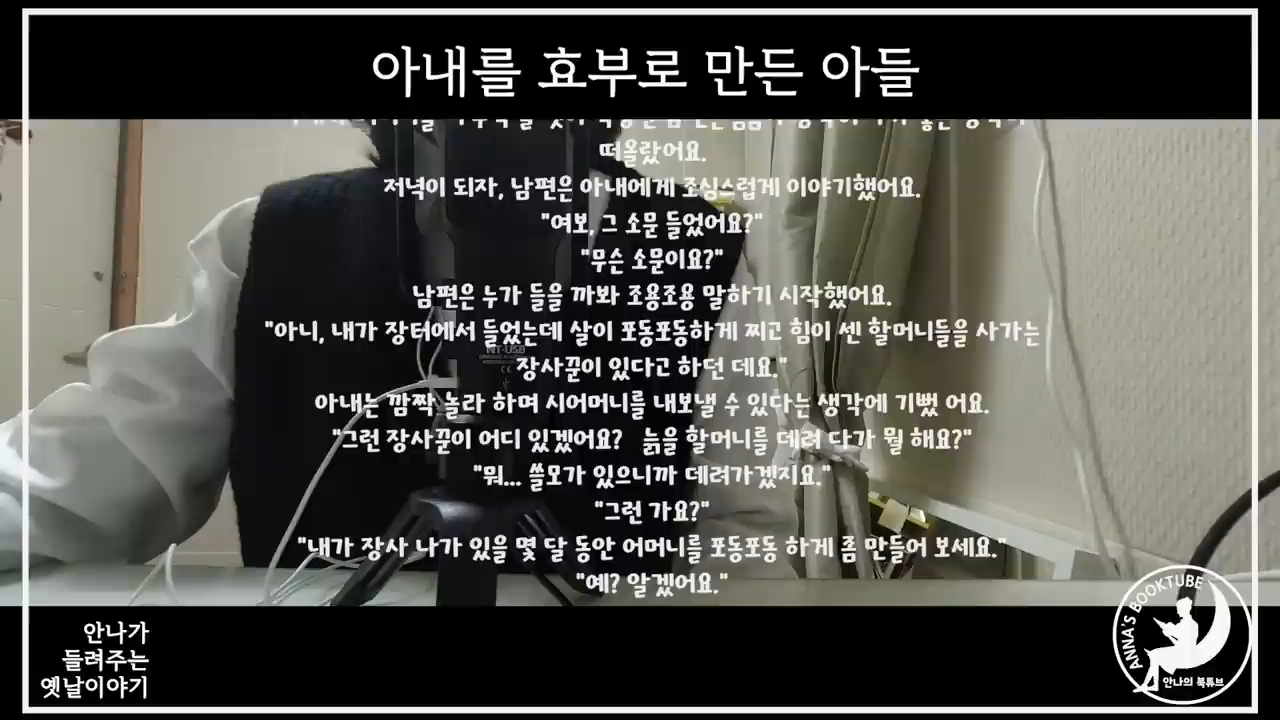 아내를 효부로 만든 아들
떠올랐어요.
저녁이 되자, 남편은 아내에게 조심스럽게 이야기했어요.
"여보, 그 소문 들었어요?"
"무슨 소문이요?"
남편은 누가 들을 까봐 조용조용 말하기 시작했어요.
"아니, 내가 장터에서 들었는데 살이 포동포동하게 찌고 힘이 센 할머니들을 사가는
장사꾼이 있다고 하던 데요."
아내는 깜짝 놀라 하며 시어머니를 내보낼 수 있다는 생각에 기뻤 어요.
"그런 장사꾼이 어디 있겠어요? 늙을 할머니를 데려 다가 뭘 해요?"
"뭐... 쓸모가 있으니까 데려가겠지요."
"그런 가요?"
"내가 장사 나가 있을 몇 달 동안 어머니를 포동포동 하게 좀 만들어 보세요."
"예? 알겠어요."
안나가
들려주는
옛날이야기
ANNA'S BOOKTUBE
안나의 북튜브
NT-USB